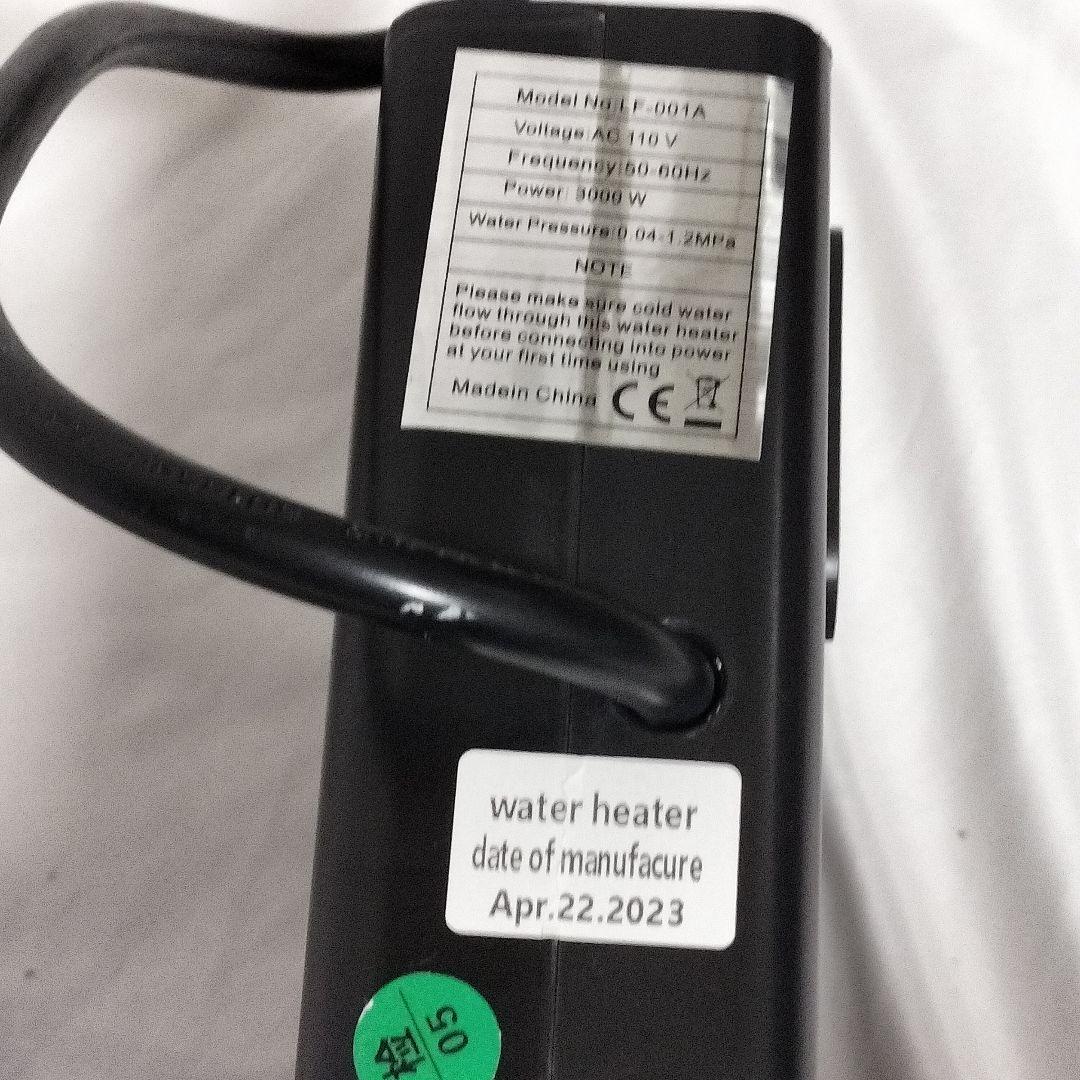 Model No:LF-001A
Voltage:AC 110 V
Frequency:50-60Hz
Power: 3000 W
Water Pressure:0.04-1.2MPa
NOTE
Please make sure cold water
flow through this water heater
before connecting into power
at your first time using
Madein China CE
water heater
date of manufacure
Apr.22.2023
05
检